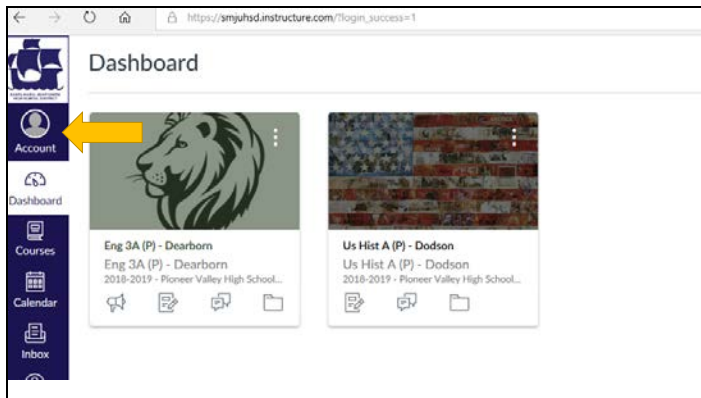 https://smjuhsd.instructure.com/?login_success=1
Dashboard
Account
Dashboard
Courses
Calendar
Inbox
Eng 3A (P) - Dearborn
Eng 3A (P) - Dearborn
2018-2019 - Pioneer Valley High School...
Us Hist A (P) - Dodson
Us Hist A (P) - Dodson
2018-2019 - Pioneer Valley High School...